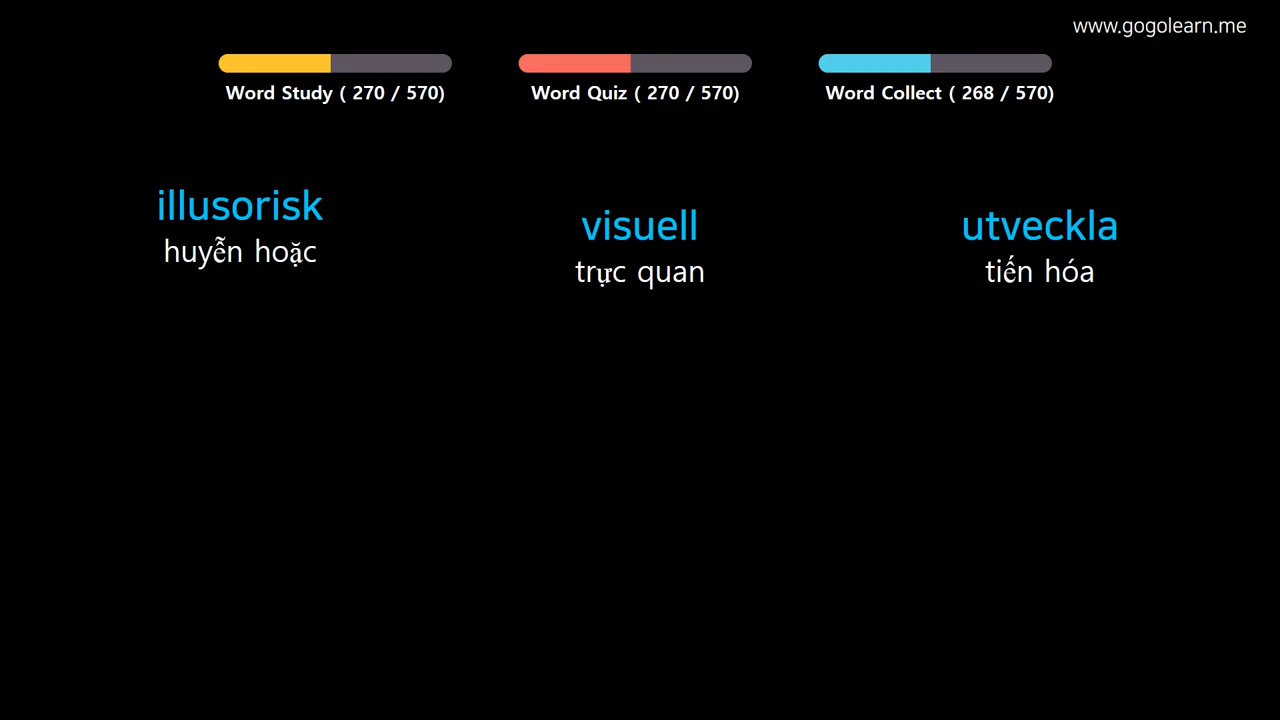 www.gogolearn.me
Word Study ( 270 / 570)
Word Quiz ( 270 / 570)
Word Collect ( 268 / 570)
illusorisk
huyễn hoặc
visuell
trực quan
utveckla
tiến hóa